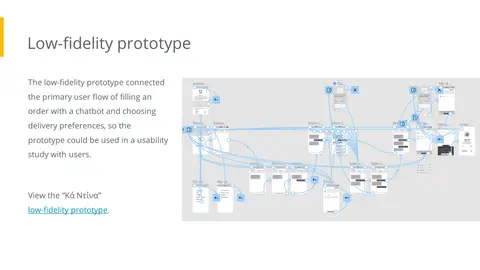 Low-fidelity prototype
The low-fidelity prototype connected
the primary user flow of filling an
order with a chatbot and choosing
delivery preferences, so the
prototype could be used in a usability
study with users.
View the “Κά Ντίνα”
low-fidelity prototype.